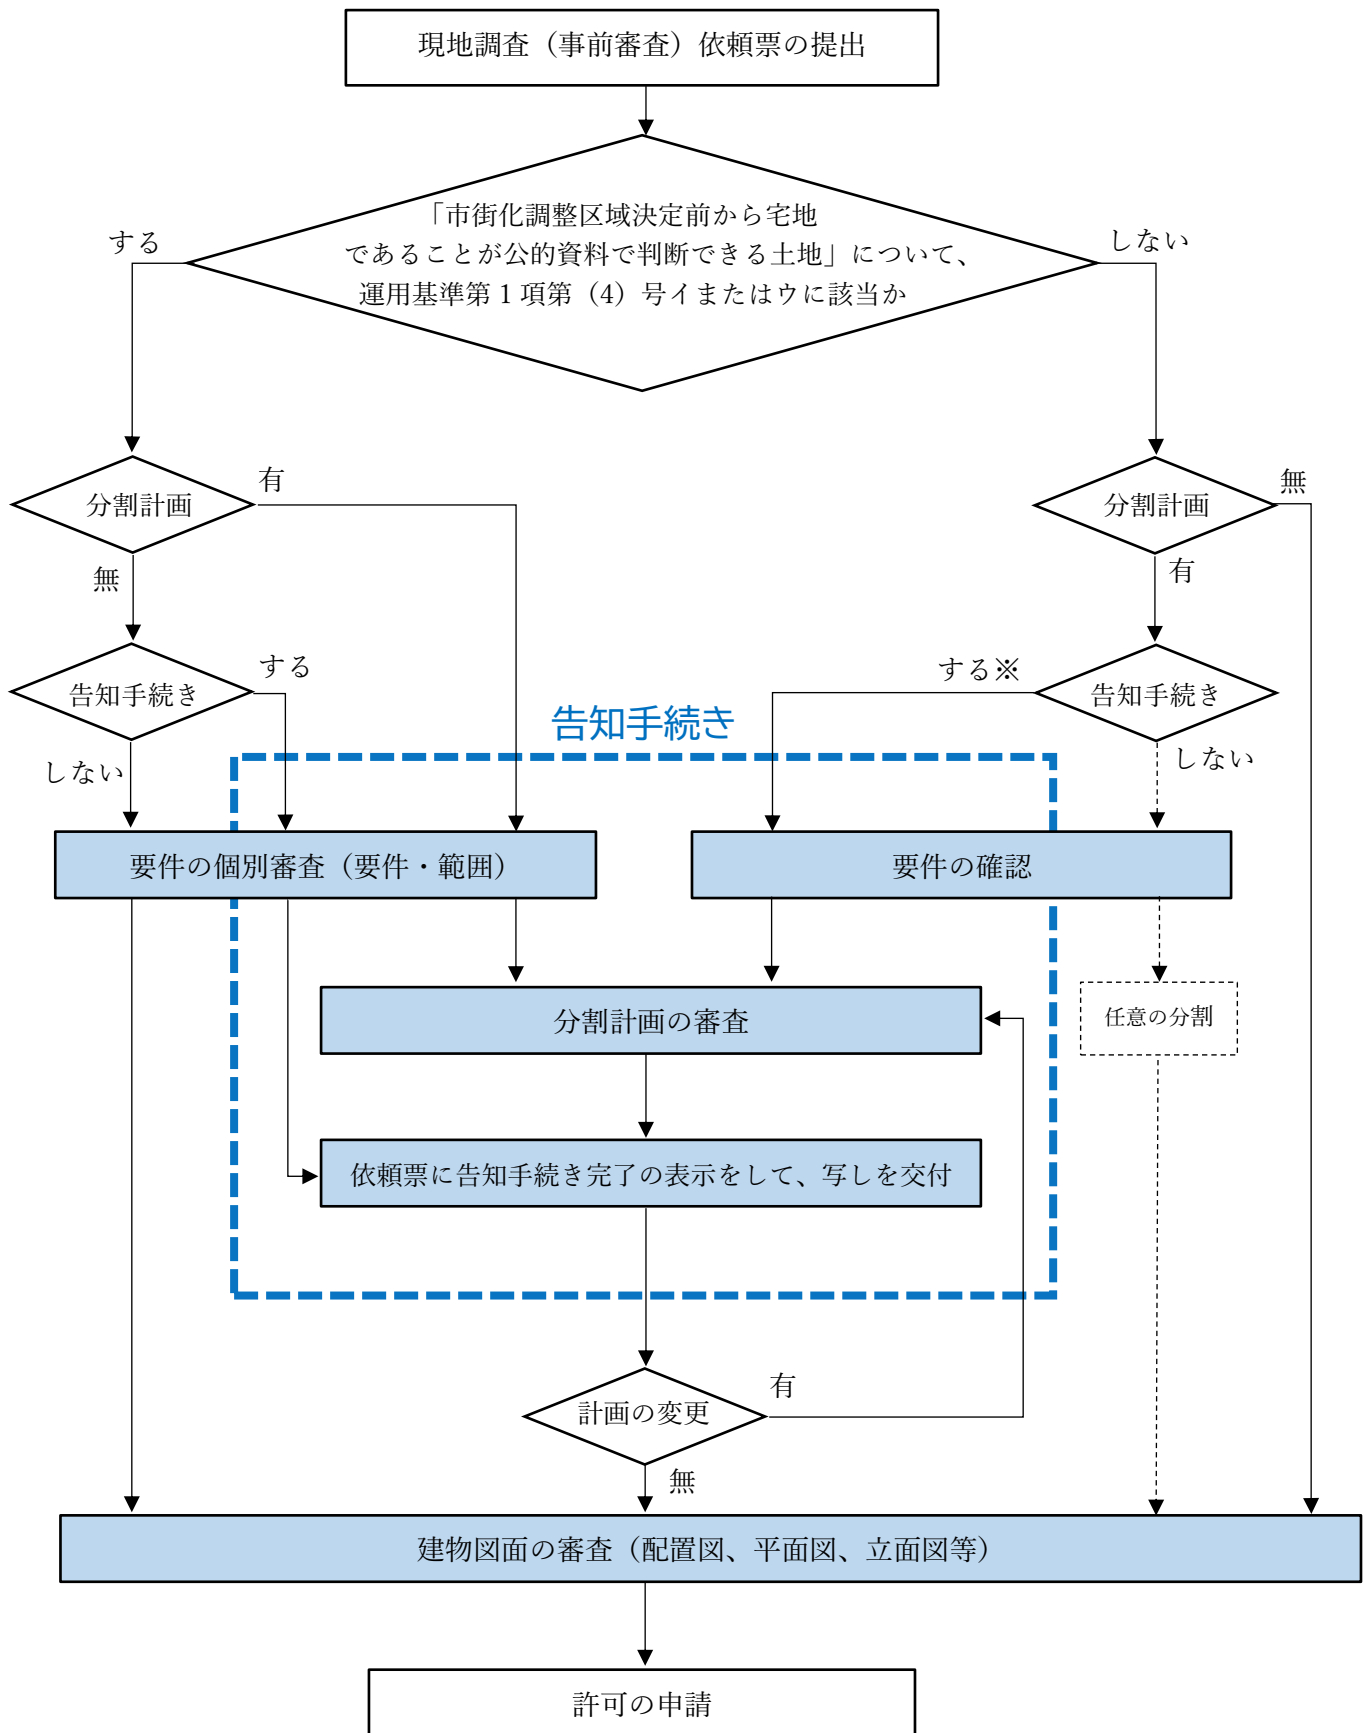 現地調査（事前審査）依頼票の提出
「市街化調整区域決定前から宅地
であることが公的資料で判断できる土地」について、
運用基準第１項第（4）号イまたはウに該当か
する
しない
分割計画
有
無
分割計画
無
有
告知手続き
する
しない
する※
告知手続き
しない
告知手続き
要件の個別審査（要件・範囲）
要件の確認
分割計画の審査
任意の分割
依頼票に告知手続き完了の表示をして、写しを交付
計画の変更
有
無
建物図面の審査（配置図、平面図、立面図等）
許可の申請